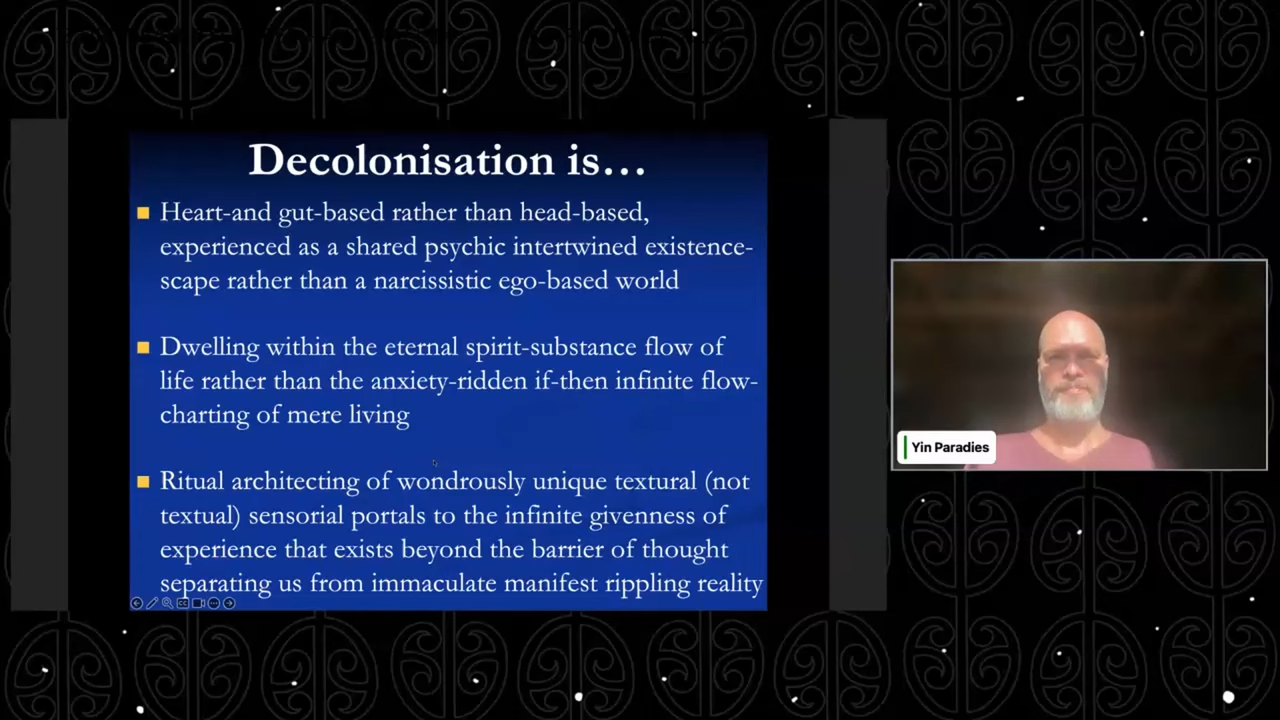 Decolonisation is…
Heart-and gut-based rather than head-based,
experienced as a shared psychic intertwined existence-
scape rather than a narcissistic ego-based world
Dwelling within the eternal spirit-substance flow of
life rather than the anxiety-ridden if-then infinite flow-
charting of mere living
Ritual architecting of wondrously unique textural (not
textual) sensorial portals to the infinite givenness of
experience that exists beyond the barrier of thought
separating us from immaculate manifest rippling reality
Yin Paradies